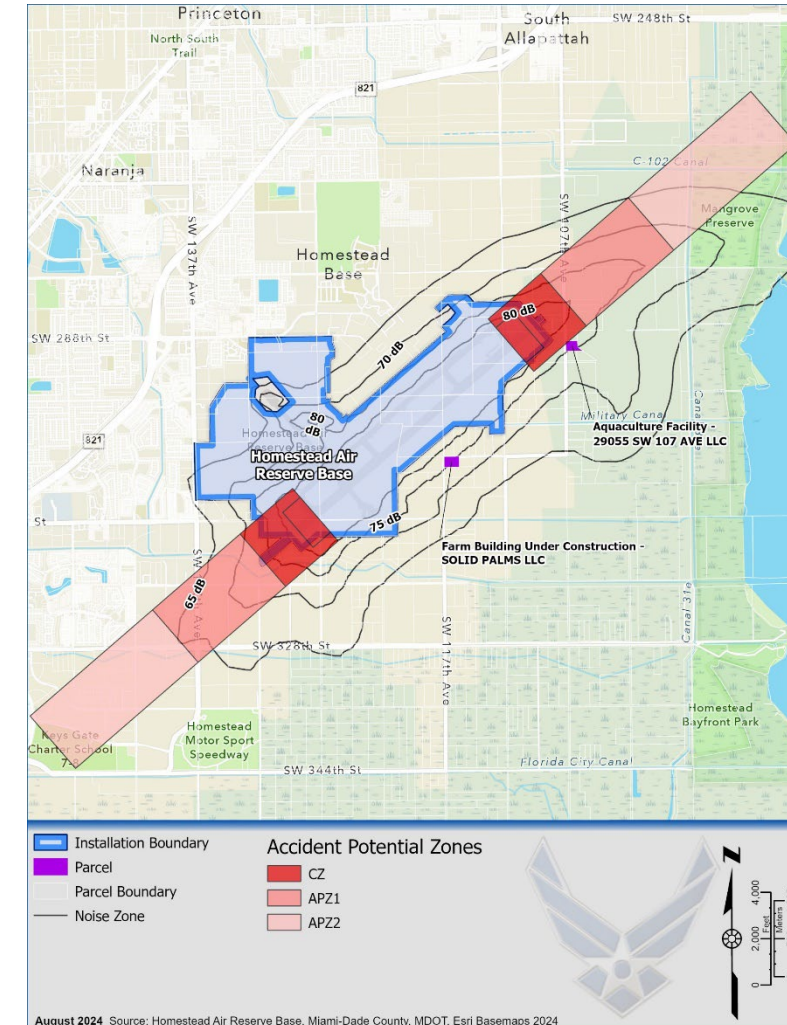 Princeton
South
Allapattah
SW 248th St
North South
Trail
821
C-102 Canal
Naranja
SW 107th Ave
Mangrove
Preserve
SW 137th Ave
Homestead
Base
80 dB
SW 288th St
70 dB
80
dB
Military Canal
Aquaculture Facility -
29055 SW 107 AVE LLC
821
Homestead Air
Reserve Base
Homestead Air
Reserve Base
St
75 dB
Farm Building Under Construction -
SOLID PALMS LLC
65 dB
Canal 31e
SW 328th St
SW 117th Ave
Homestead
Bayfront Park
Keys Gate
Charter School
7-8
Homestead
Motor Sport
Speedway
Florida City Canal
SW 344th St
Installation Boundary
Parcel
Parcel Boundary
Noise Zone
Accident Potential Zones
CZ
APZ1
APZ2
N
4,000
2,000
0
Feet
Meters
August 2024 Source: Homestead Air Reserve Base, Miami-Dade County, MDOT, Esri Basemaps 2024